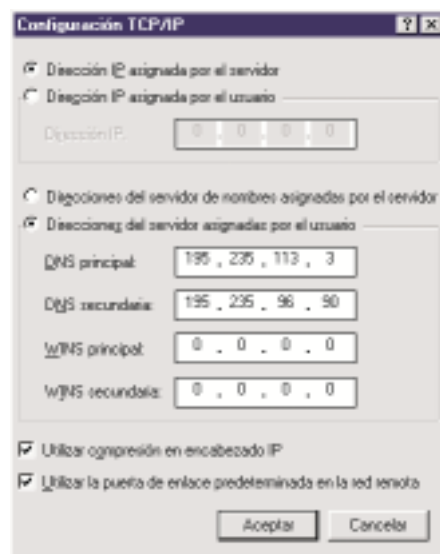 Configuración TCP/IP
Dirección IP asignada por el servidor
Dirección IP asignada por el usuario
Dirección IP: 0 . 0 . 0 . 0
Direcciones del servidor de nombres asignadas por el servidor
Direcciones del servidor asignadas por el usuario
DNS principal: 195 . 235 . 113 . 3
DNS secundaria: 195 . 235 . 96 . 90
WINS principal: 0 . 0 . 0 . 0
WINS secundaria: 0 . 0 . 0 . 0
Utilizar compresión en encabezado IP
Utilizar la puerta de enlace predeterminada en la red remota
Aceptar Cancelar